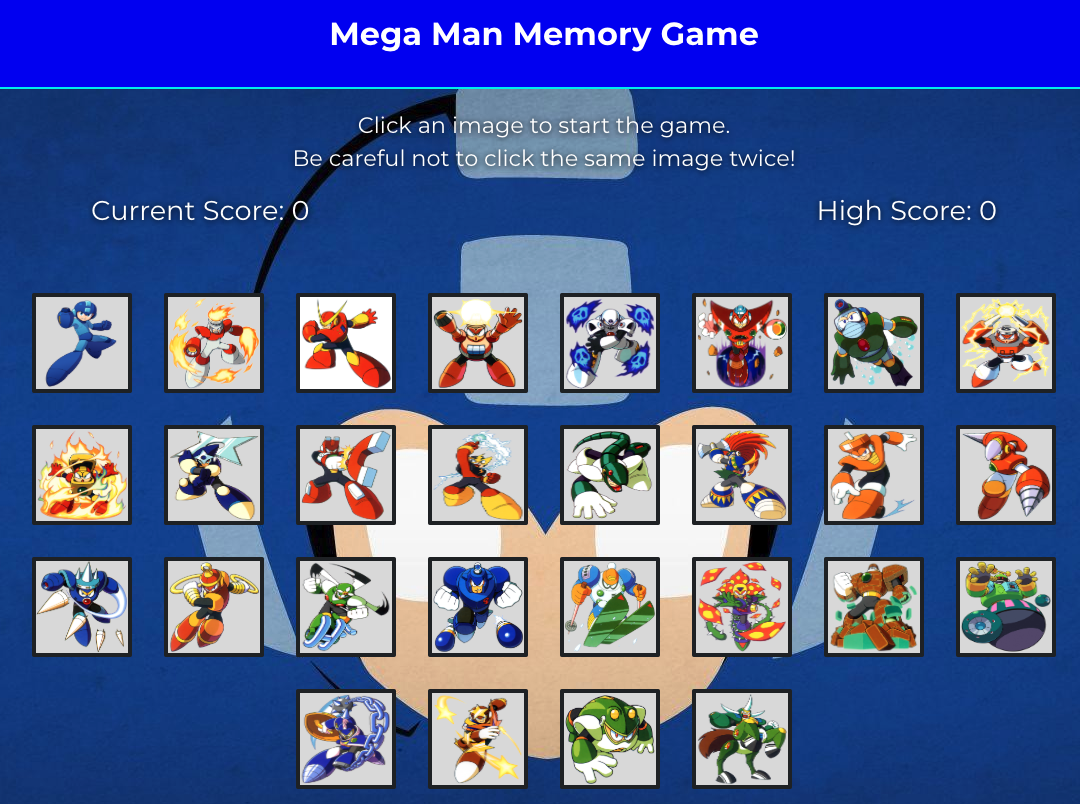 Mega Man Memory Game
Click an image to start the game.
Be careful not to click the same image twice!
Current Score: 0
High Score: 0